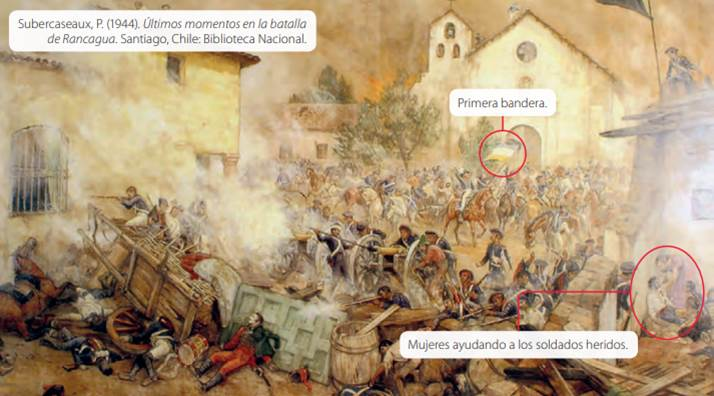 Subercaseaux, P. (1944). Últimos momentos en la batalla
de Rancagua. Santiago, Chile: Biblioteca Nacional.
Primera bandera.
Mujeres ayudando a los soldados heridos.